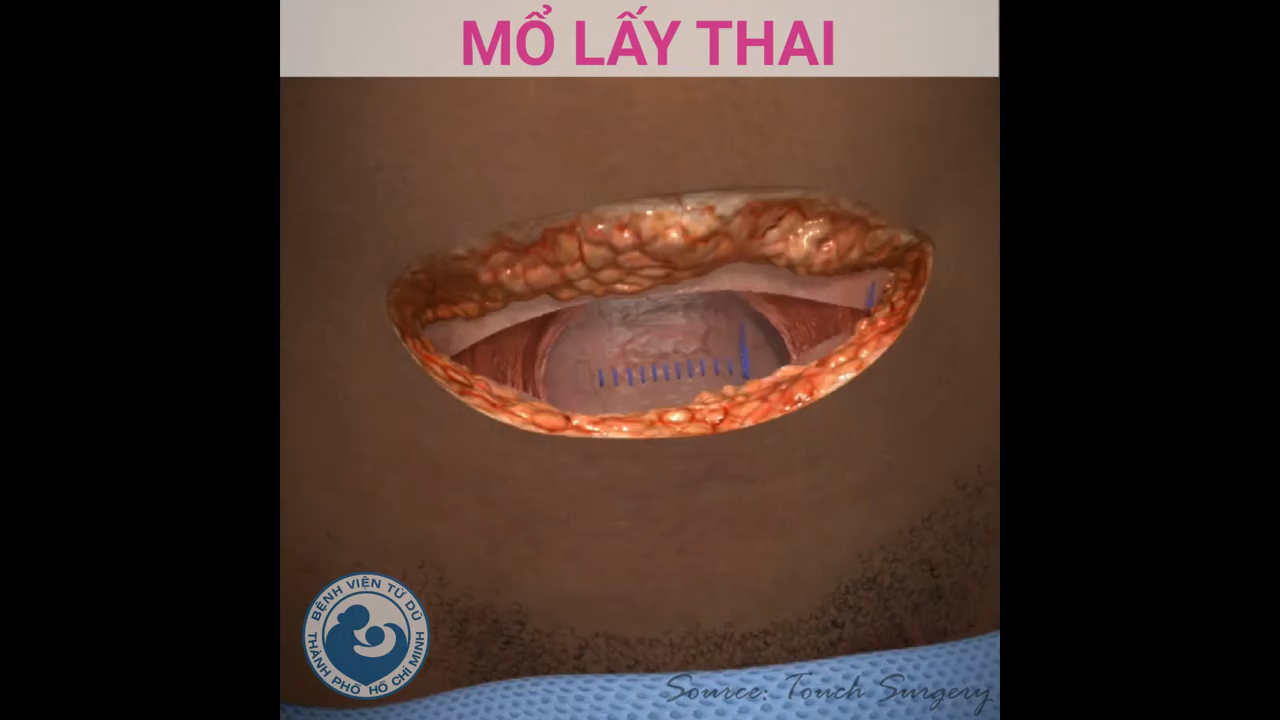 MỔ LẤY THAI
BỆNH VIỆN TỪ DŨ
THÀNH PHỐ HỒ CHÍ MINH
Source: Touch Surgery